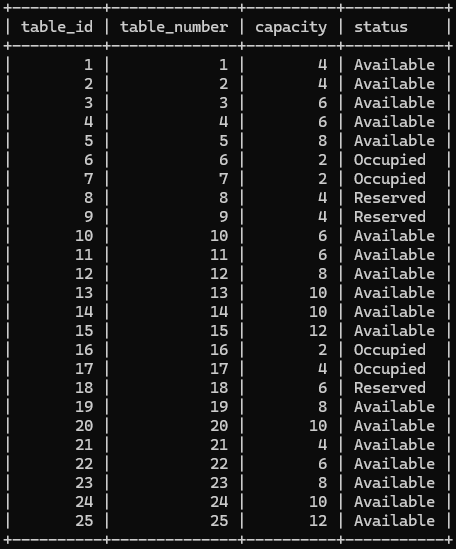 +----------+--------------+----------+-----------+
| table_id | table_number | capacity | status    |
+----------+--------------+----------+-----------+
|        1 |            1 |        4 | Available |
|        2 |            2 |        4 | Available |
|        3 |            3 |        6 | Available |
|        4 |            4 |        6 | Available |
|        5 |            5 |        8 | Available |
|        6 |            6 |        2 | Occupied  |
|        7 |            7 |        2 | Occupied  |
|        8 |            8 |        4 | Reserved  |
|        9 |            9 |        4 | Reserved  |
|       10 |           10 |        6 | Available |
|       11 |           11 |        6 | Available |
|       12 |           12 |        8 | Available |
|       13 |           13 |       10 | Available |
|       14 |           14 |       10 | Available |
|       15 |           15 |       12 | Available |
|       16 |           16 |        2 | Occupied  |
|       17 |           17 |        4 | Occupied  |
|       18 |           18 |        6 | Reserved  |
|       19 |           19 |        8 | Available |
|       20 |           20 |       10 | Available |
|       21 |           21 |        4 | Available |
|       22 |           22 |        6 | Available |
|       23 |           23 |        8 | Available |
|       24 |           24 |       10 | Available |
|       25 |           25 |       12 | Available |
+----------+--------------+----------+-----------+